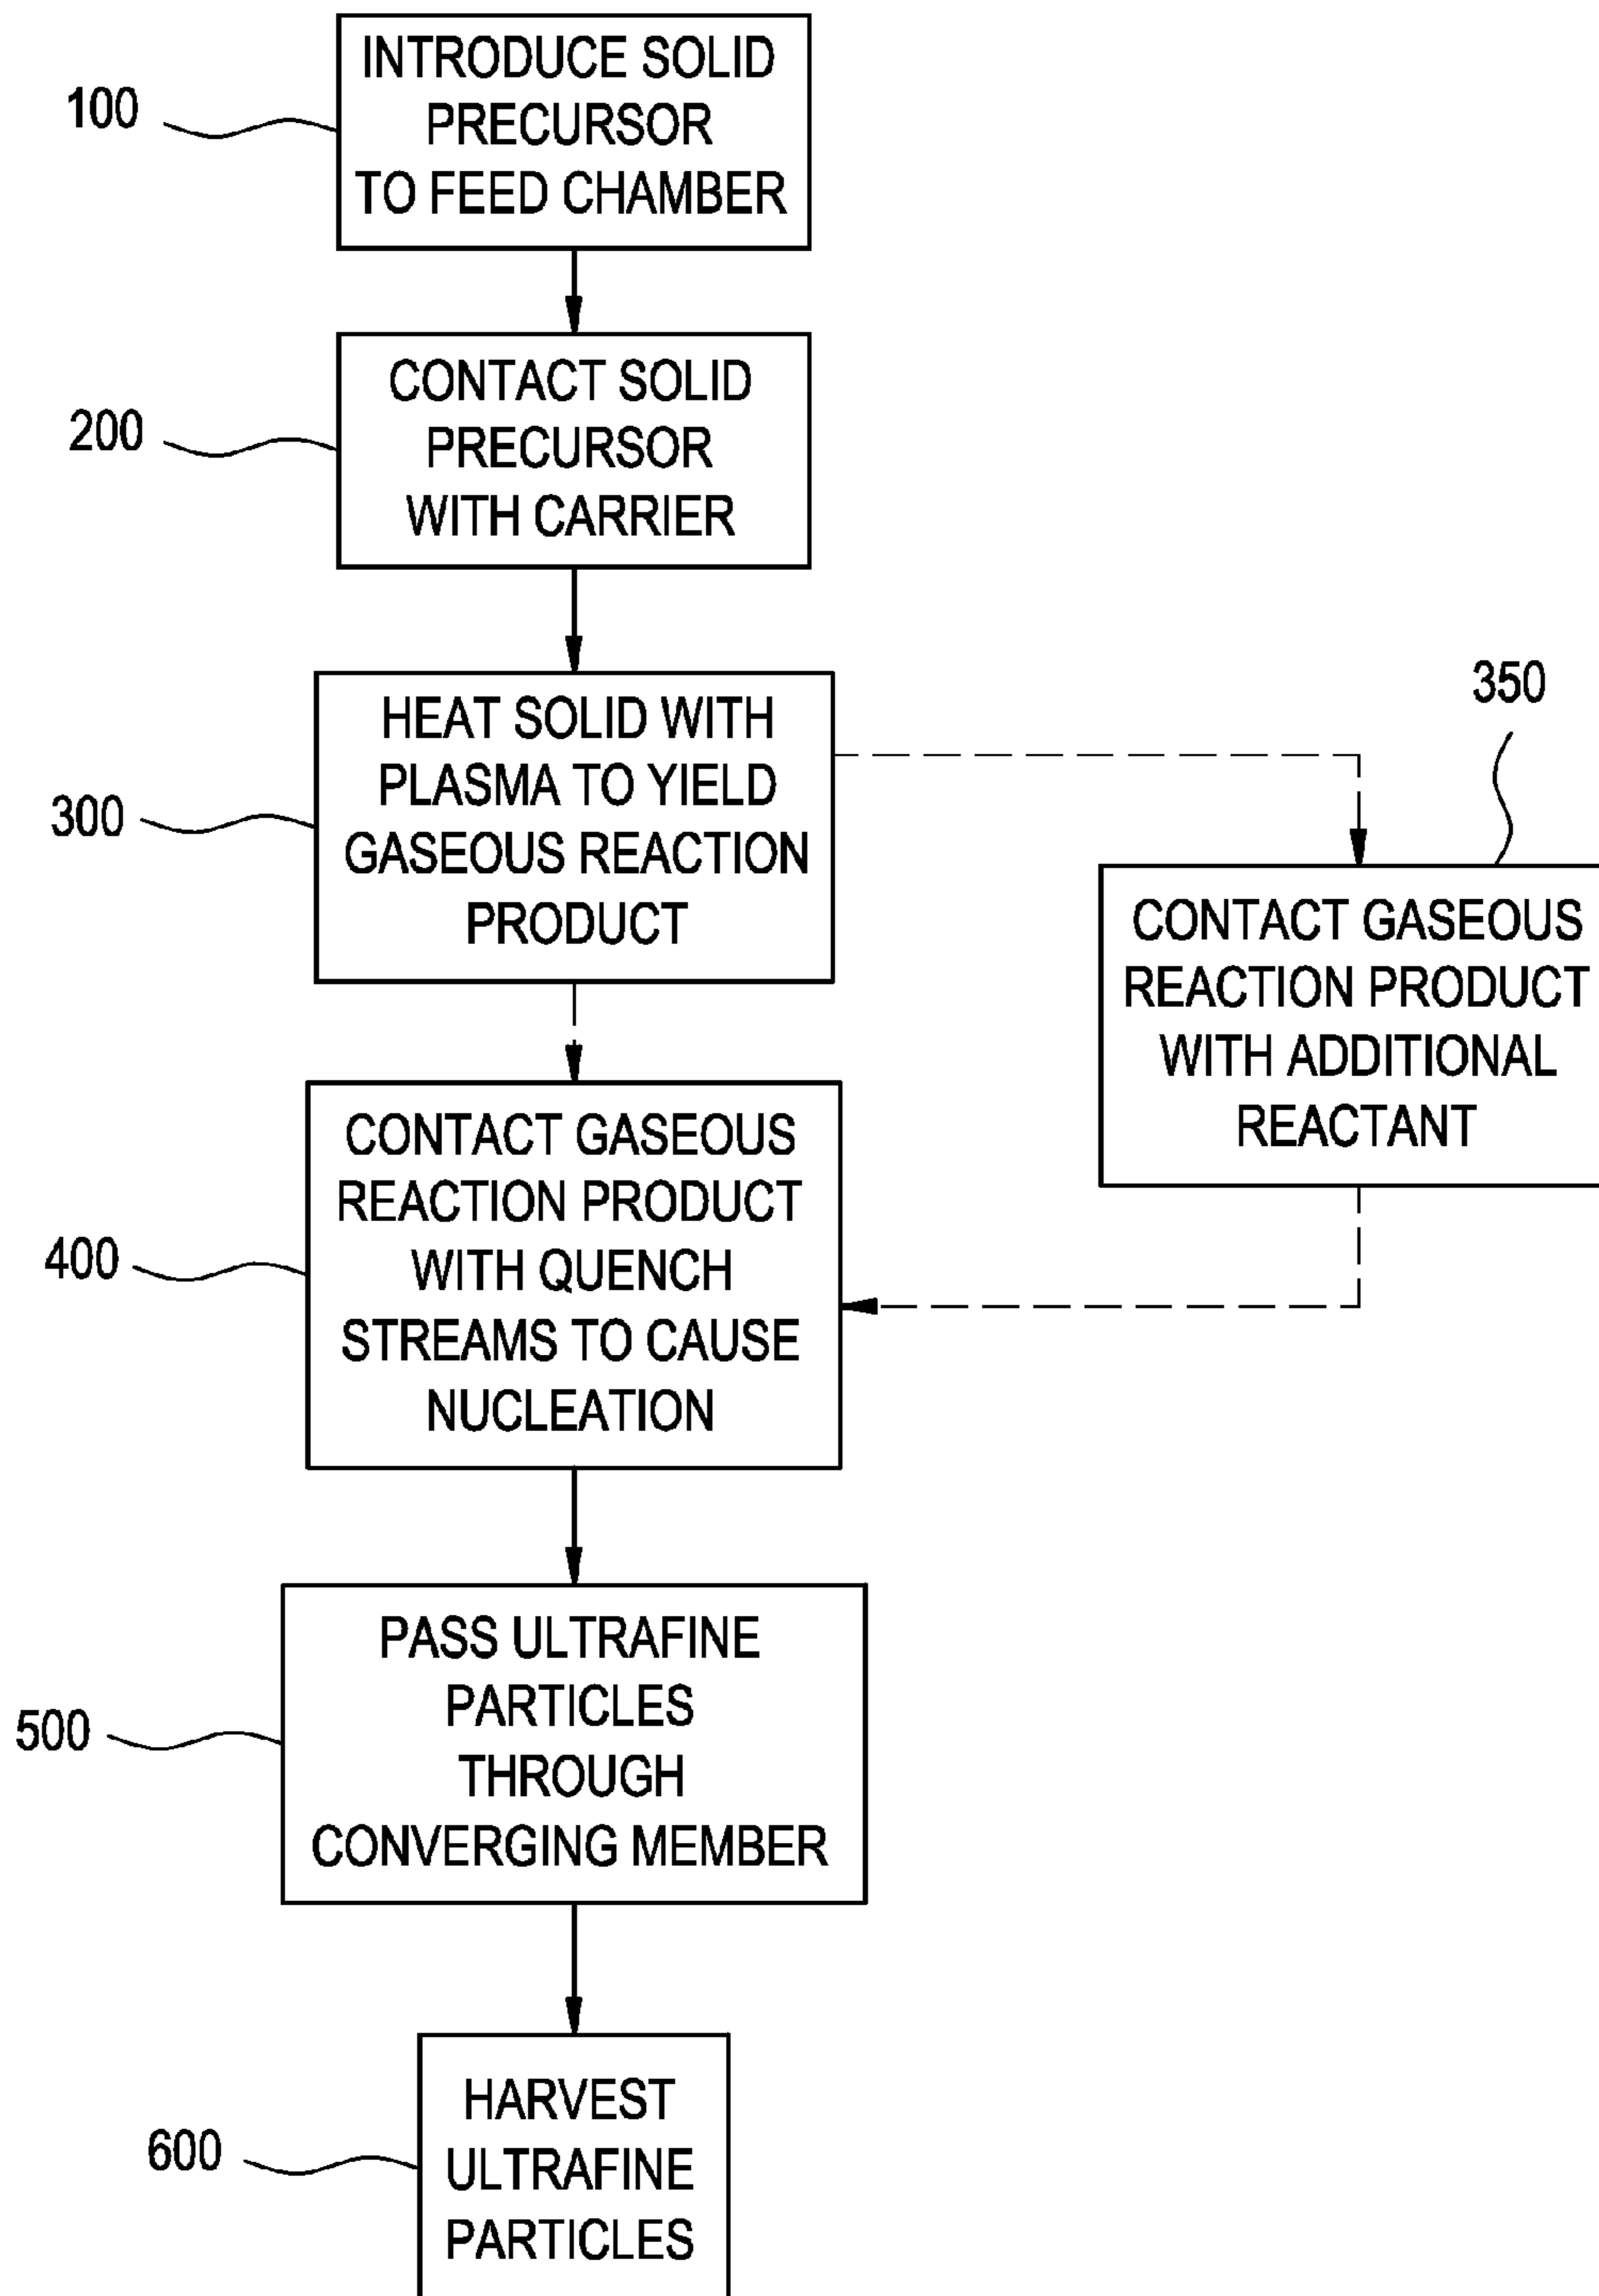 100
INTRODUCE SOLID
PRECURSOR
TO FEED CHAMBER
200
CONTACT SOLID
PRECURSOR
WITH CARRIER
300
HEAT SOLID WITH
PLASMA TO YIELD
GASEOUS REACTION
PRODUCT
350
CONTACT GASEOUS
REACTION PRODUCT
WITH ADDITIONAL
REACTANT
400
CONTACT GASEOUS
REACTION PRODUCT
WITH QUENCH
STREAMS TO CAUSE
NUCLEATION
500
PASS ULTRAFINE
PARTICLES
THROUGH
CONVERGING MEMBER
600
HARVEST
ULTRAFINE
PARTICLES